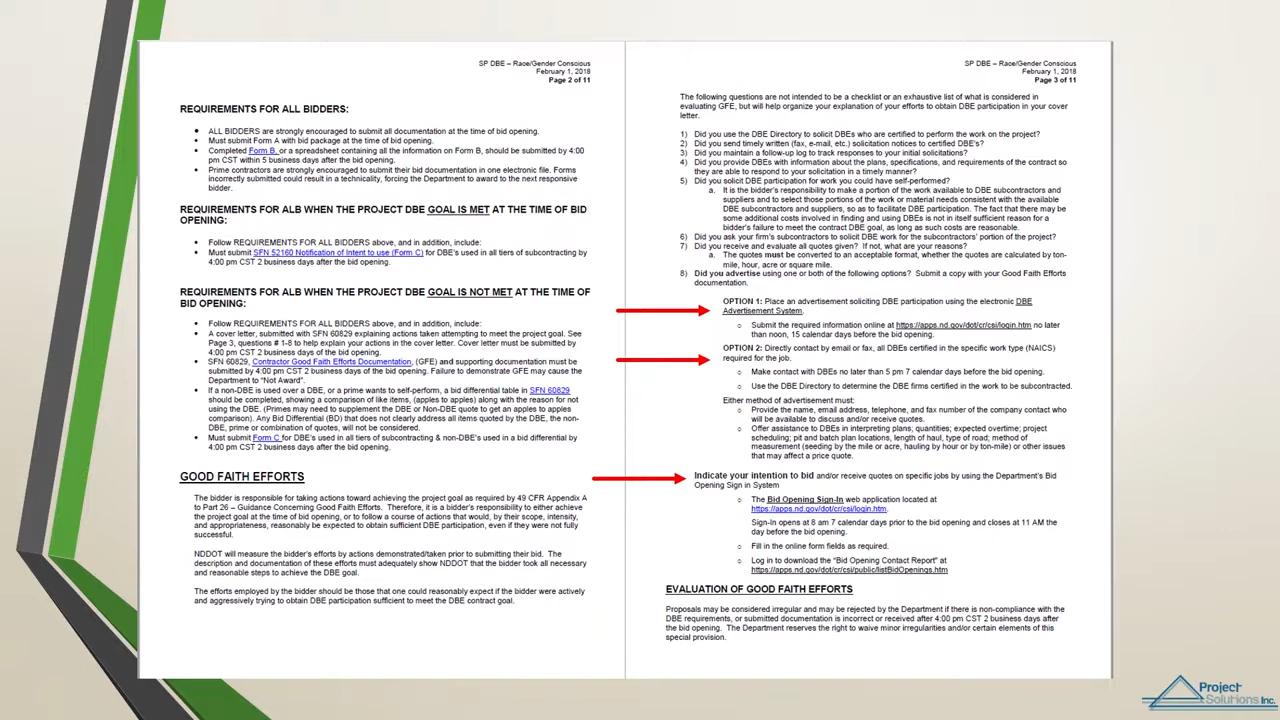 SP DBE – Race/Gender Conscious
February 1, 2018
Page 2 of 11
REQUIREMENTS FOR ALL BIDDERS:
• ALL BIDDERS are strongly encouraged to submit all documentation at the time of bid opening.
• Must submit Form A with bid package at the time of bid opening.
• Completed Form B, or a spreadsheet containing all the information on Form B, should be submitted by 4:00
pm CST within 5 business days after the bid opening.
• Prime contractors are strongly encouraged to submit their bid document in one electronic file. Forms
incorrectly submitted could result in a technicality, forcing the Department to award to the next responsive
bidder.
REQUIREMENTS FOR ALB WHEN THE PROJECT DBE GOAL IS MET AT THE TIME OF BID
OPENING:
• Follow REQUIREMENTS FOR ALL BIDDERS above, and in addition, include:
• Must submit SFN 52160 Notification of Intent to use (Form C) for DBE's used in all tiers of subcontracting by
4:00 pm CST 2 business days after the bid opening.
REQUIREMENTS FOR ALB WHEN THE PROJECT DBE GOAL IS NOT MET AT THE TIME OF
BID OPENING:
• Follow REQUIREMENTS FOR ALL BIDDERS above, and in addition, include:
• A cover letter, submitted with SFN 60829 explaining actions taken attempting to meet the project goal. See
Page 3, questions # 1-8 to help explain your actions in the cover letter. Cover letter must be submitted by
4:00 pm CST 2 business days of the bid opening.
• SFN 60829, Contractor Good Faith Efforts Documentation, (GFE) and supporting documentation must be
submitted by 4:00 pm CST 2 business days of the bid opening. Failure to demonstrate GFE may cause the
Department to “Not Award”.
• If a non-DBE is used over a DBE, or a prime wants to self-perform, a bid differential table in SFN 60829
should be completed, showing a comparison of like items, (apples to apples) along with the reason for not
using the DBE. (Primes may need to supplement the DBE or Non-DBE quote to get an apples to apples
comparison). Any Bid Differential (BD) that does not clearly address all items quoted by the DBE, the non-
DBE, prime or combination of quotes, will not be considered.
• Must submit Form C for DBE's used in all tiers of subcontracting & non-DBE's used in a bid differential by
4:00 pm CST 2 business days after the bid opening.
GOOD FAITH EFFORTS
The bidder is responsible for taking actions toward achieving the project goal as required by 49 CFR Appendix A
to Part 26 – Guidance Concerning Good Faith Efforts. Therefore, it is a bidder's responsibility to either achieve
the project goal at the time of bid opening, or to follow a course of actions that would, by their scope, intensity,
and appropriateness, reasonably be expected to obtain sufficient DBE participation, even if they were not fully
successful.
NDDOT will measure the bidder's efforts by actions demonstrated/taken prior to submitting their bid. The
description and documentation of these efforts must adequately show NDDOT that the bidder took all necessary
and reasonable steps to achieve the DBE goal.
The efforts employed by the bidder should be those that one could reasonably expect if the bidder were actively
and aggressively trying to obtain DBE participation sufficient to meet the DBE contract goal.
SP DBE – Race/Gender Conscious
February 1, 2018
Page 3 of 11
The following questions are not intended to be a checklist or an exhaustive list of what is considered in
evaluating GFE, but will help organize your explanation of your efforts to obtain DBE participation in your cover
letter.
1) Did you use the DBE Directory to solicit DBEs who are certified to perform the work on the project?
2) Did you send timely written (fax, e-mail, etc.) solicitation notices to certified DBE's?
3) Did you maintain a follow-up log to track responses to your initial solicitations?
4) Did you provide DBEs with information about the plans, specifications, and requirements of the contract so
they are able to respond to your solicitation in a timely manner?
5) Did you solicit DBE participation for work you could have self-performed?
a. It is the bidder's responsibility to make a portion of the work available to DBE subcontractors and
suppliers and to select those portions of the work or material needs consistent with the available
DBE subcontractors and suppliers, so as to facilitate DBE participation. The fact that there may be
some additional costs involved in finding and using DBEs is not in itself sufficient reason for a
bidder's failure to meet the contract DBE goal, as long as such costs are reasonable.
6) Did you ask your firm's subcontractors to solicit DBE work for the subcontractors' portion of the project?
7) Did you receive and evaluate all quotes given? If not, what are your reasons?
a. The quotes must be converted to an acceptable format, whether the quotes are calculated by ton-
mile, hour, acre or square mile.
8) Did you advertise using one or both of the following options? Submit a copy with your Good Faith Efforts
documentation.
OPTION 1: Place an advertisement soliciting DBE participation using the electronic DBE
Advertisement System.
o Submit the required information online at https://apps.nd.gov/dot/cr/csi/login.htm no later
than noon, 15 calendar days before the bid opening.
OPTION 2: Directly contact by email or fax, all DBEs certified in the specific work type (NAICS)
required for the job.
o Make contact with DBEs no later than 5 pm 7 calendar days before the bid opening.
o Use the DBE Directory to determine the DBE firms certified in the work to be subcontracted.
Either method of advertisement must:
o Provide the name, email address, telephone, and fax number of the company contact who
will be available to discuss and/or receive quotes.
o Offer assistance to DBEs in interpreting plans; quantities; expected overtime; project
scheduling; pit and batch plan locations, length of haul, type of road; method of
measurement (seeding by the mile or acre, hauling by hour or by ton-mile) or other issues
that may affect a price quote.
Indicate your intention to bid and/or receive quotes on specific jobs by using the Department's Bid
Opening Sign in System
o The Bid Opening Sign-In web application located at
https://apps.nd.gov/dot/cr/csi/login.htm.
Sign-In opens at 8 am 7 calendar days prior to the bid opening and closes at 11 AM the
day before the bid opening.
o Fill in the online form fields as required.
o Log in to download the “Bid Opening Contact Report” at
https://apps.nd.gov/dot/cr/csi/public/listBidOpenings.htm
EVALUATION OF GOOD FAITH EFFORTS
Proposals may be considered irregular and may be rejected by the Department if there is non-compliance with the
DBE requirements, or submitted documentation is incorrect or received after 4:00 pm CST 2 business days after
the bid opening. The Department reserves the right to waive minor irregularities and/or certain elements of this
special provision.
Project
Solutions Inc.